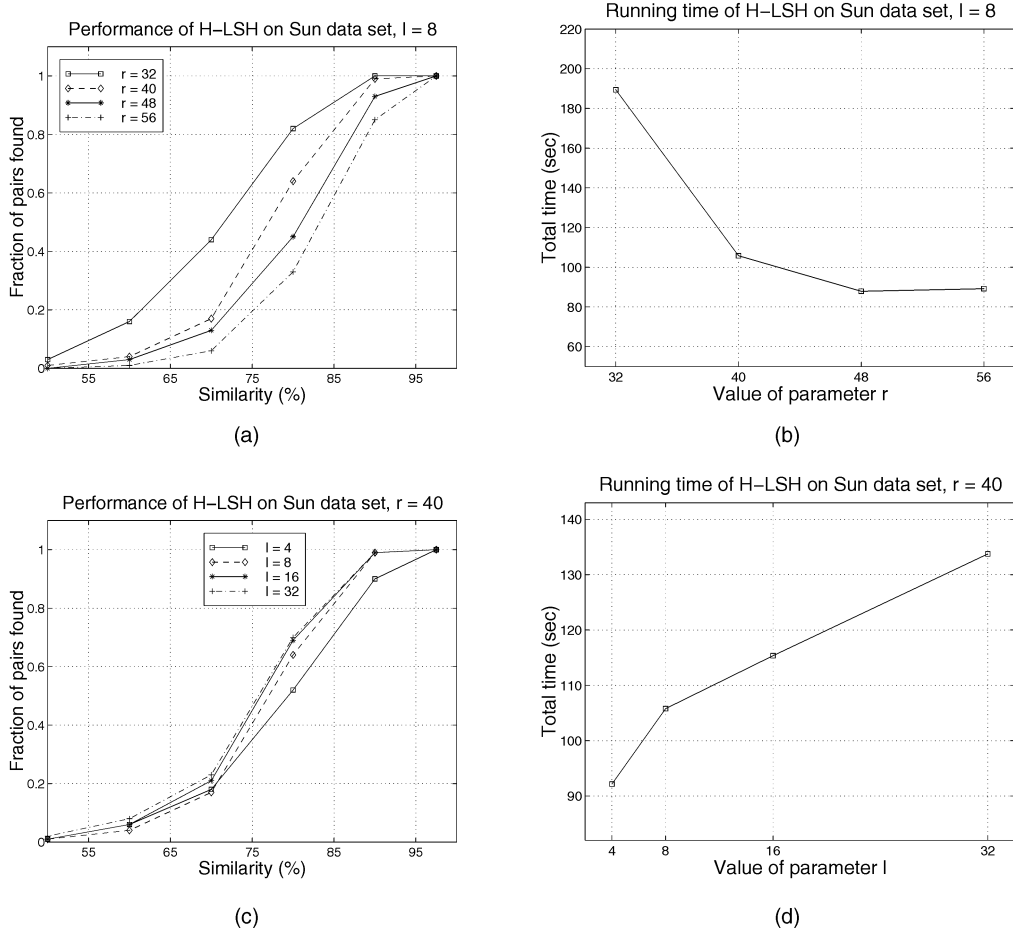 Performance of H−LSH on Sun data set, l = 8
Fraction of pairs found
1
0.8
0.6
0.4
0.2
0
r = 32
r = 40
r = 48
r = 56
55 65 75 85 95
Similarity (%)
(a)
Running time of H−LSH on Sun data set, l = 8
Total time (sec)
220
200
180
160
140
120
100
80
60
32 40 48 56
Value of parameter r
(b)
Performance of H−LSH on Sun data set, r = 40
Fraction of pairs found
1
0.8
0.6
0.4
0.2
0
l = 4
l = 8
l = 16
l = 32
55 65 75 85 95
Similarity (%)
(c)
Running time of H−LSH on Sun data set, r = 40
Total time (sec)
140
130
120
110
100
90
4 8 16 32
Value of parameter l
(d)